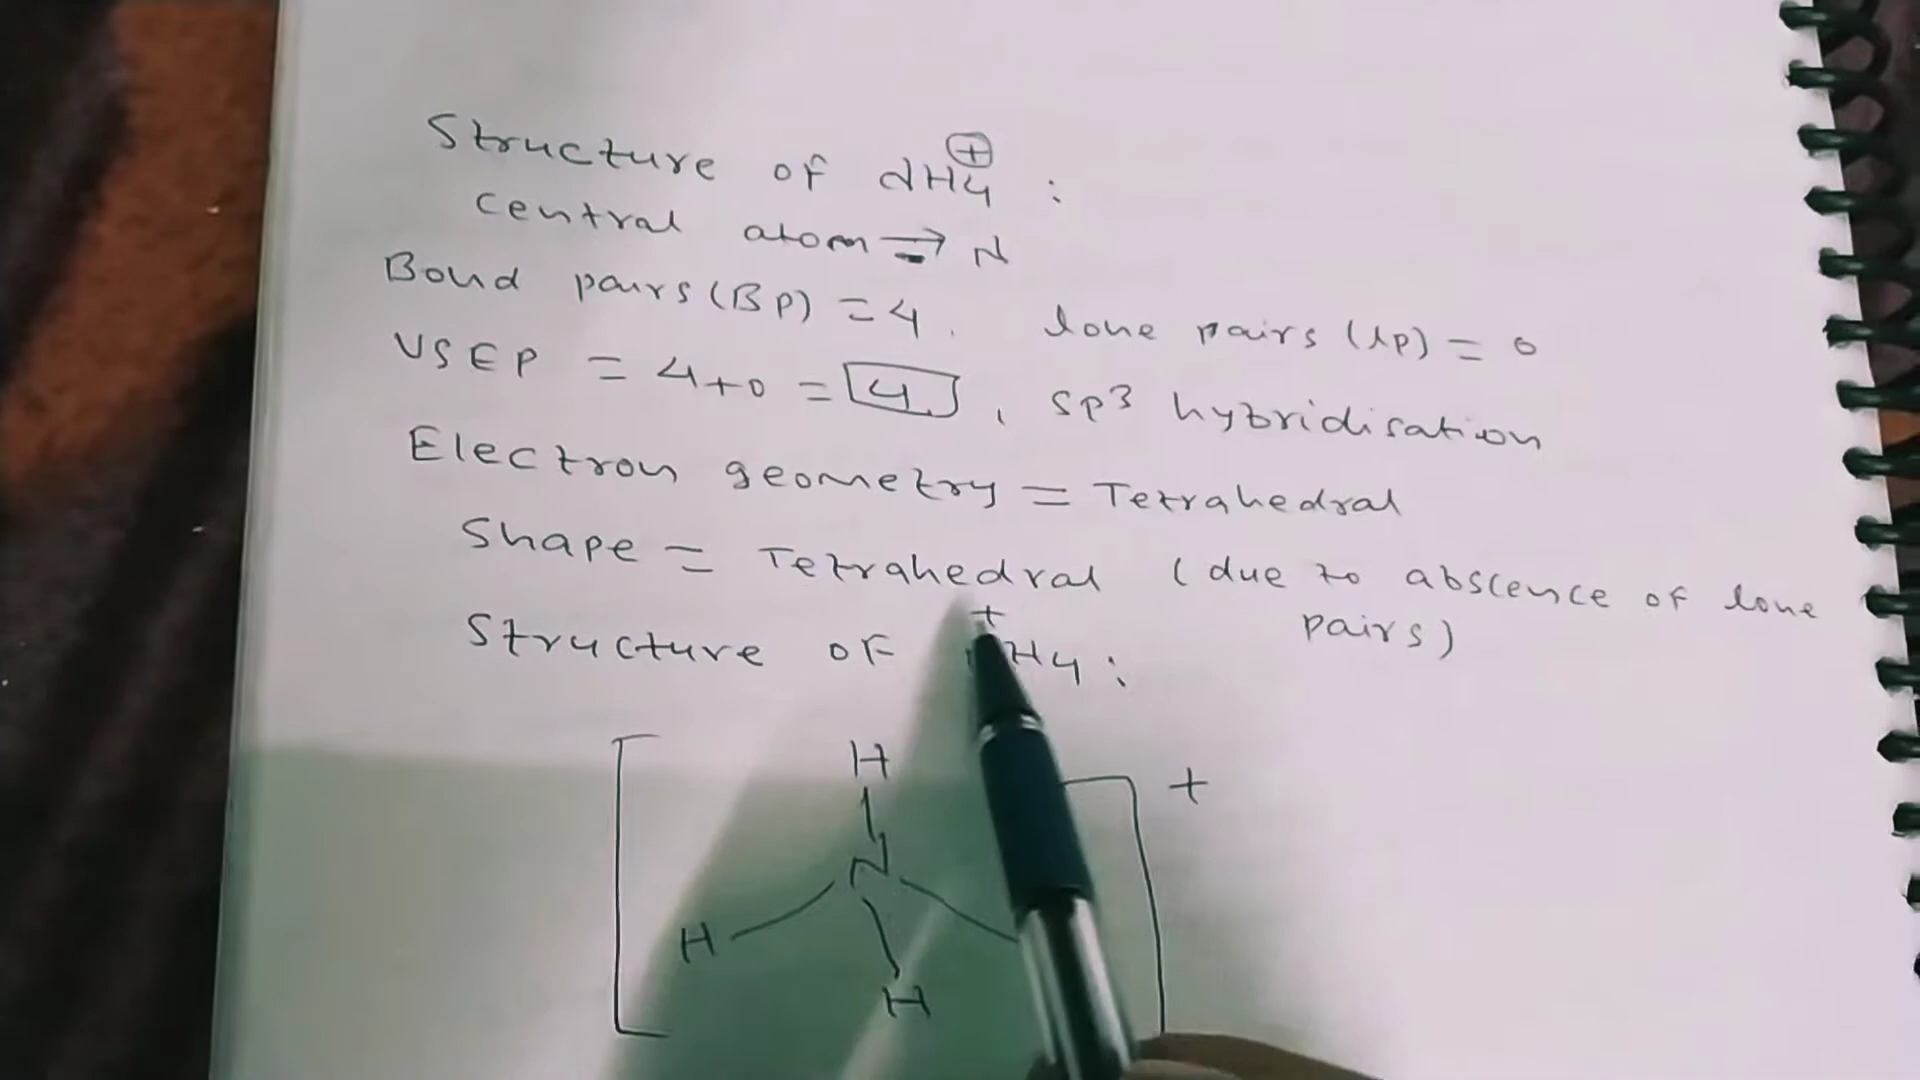 Structure of NH4⊕ :
central atom ⇒ N
Bond pairs (Bp) = 4, lone pairs (lp) = 0
VSEP = 4+0 = 4, sp3 hybridisation
Electron geometry = Tetrahedral
Shape = Tetrahedral (due to abscence of lone
pairs)
Structure of NH4+ :
H
N
H
H
+